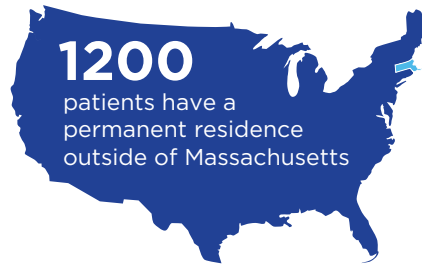 1200
patients have a
permanent residence
outside of Massachusetts